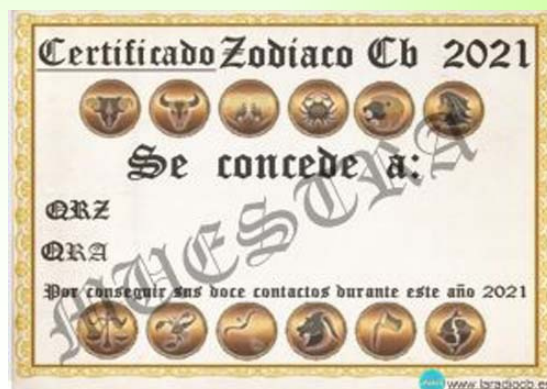 Certificado Zodiaco Cb 2021
Se concede a:
QRZ
QRA
MUESTRA
Por conseguir sus doce contactos durante este año 2021
www.laradiocb.es